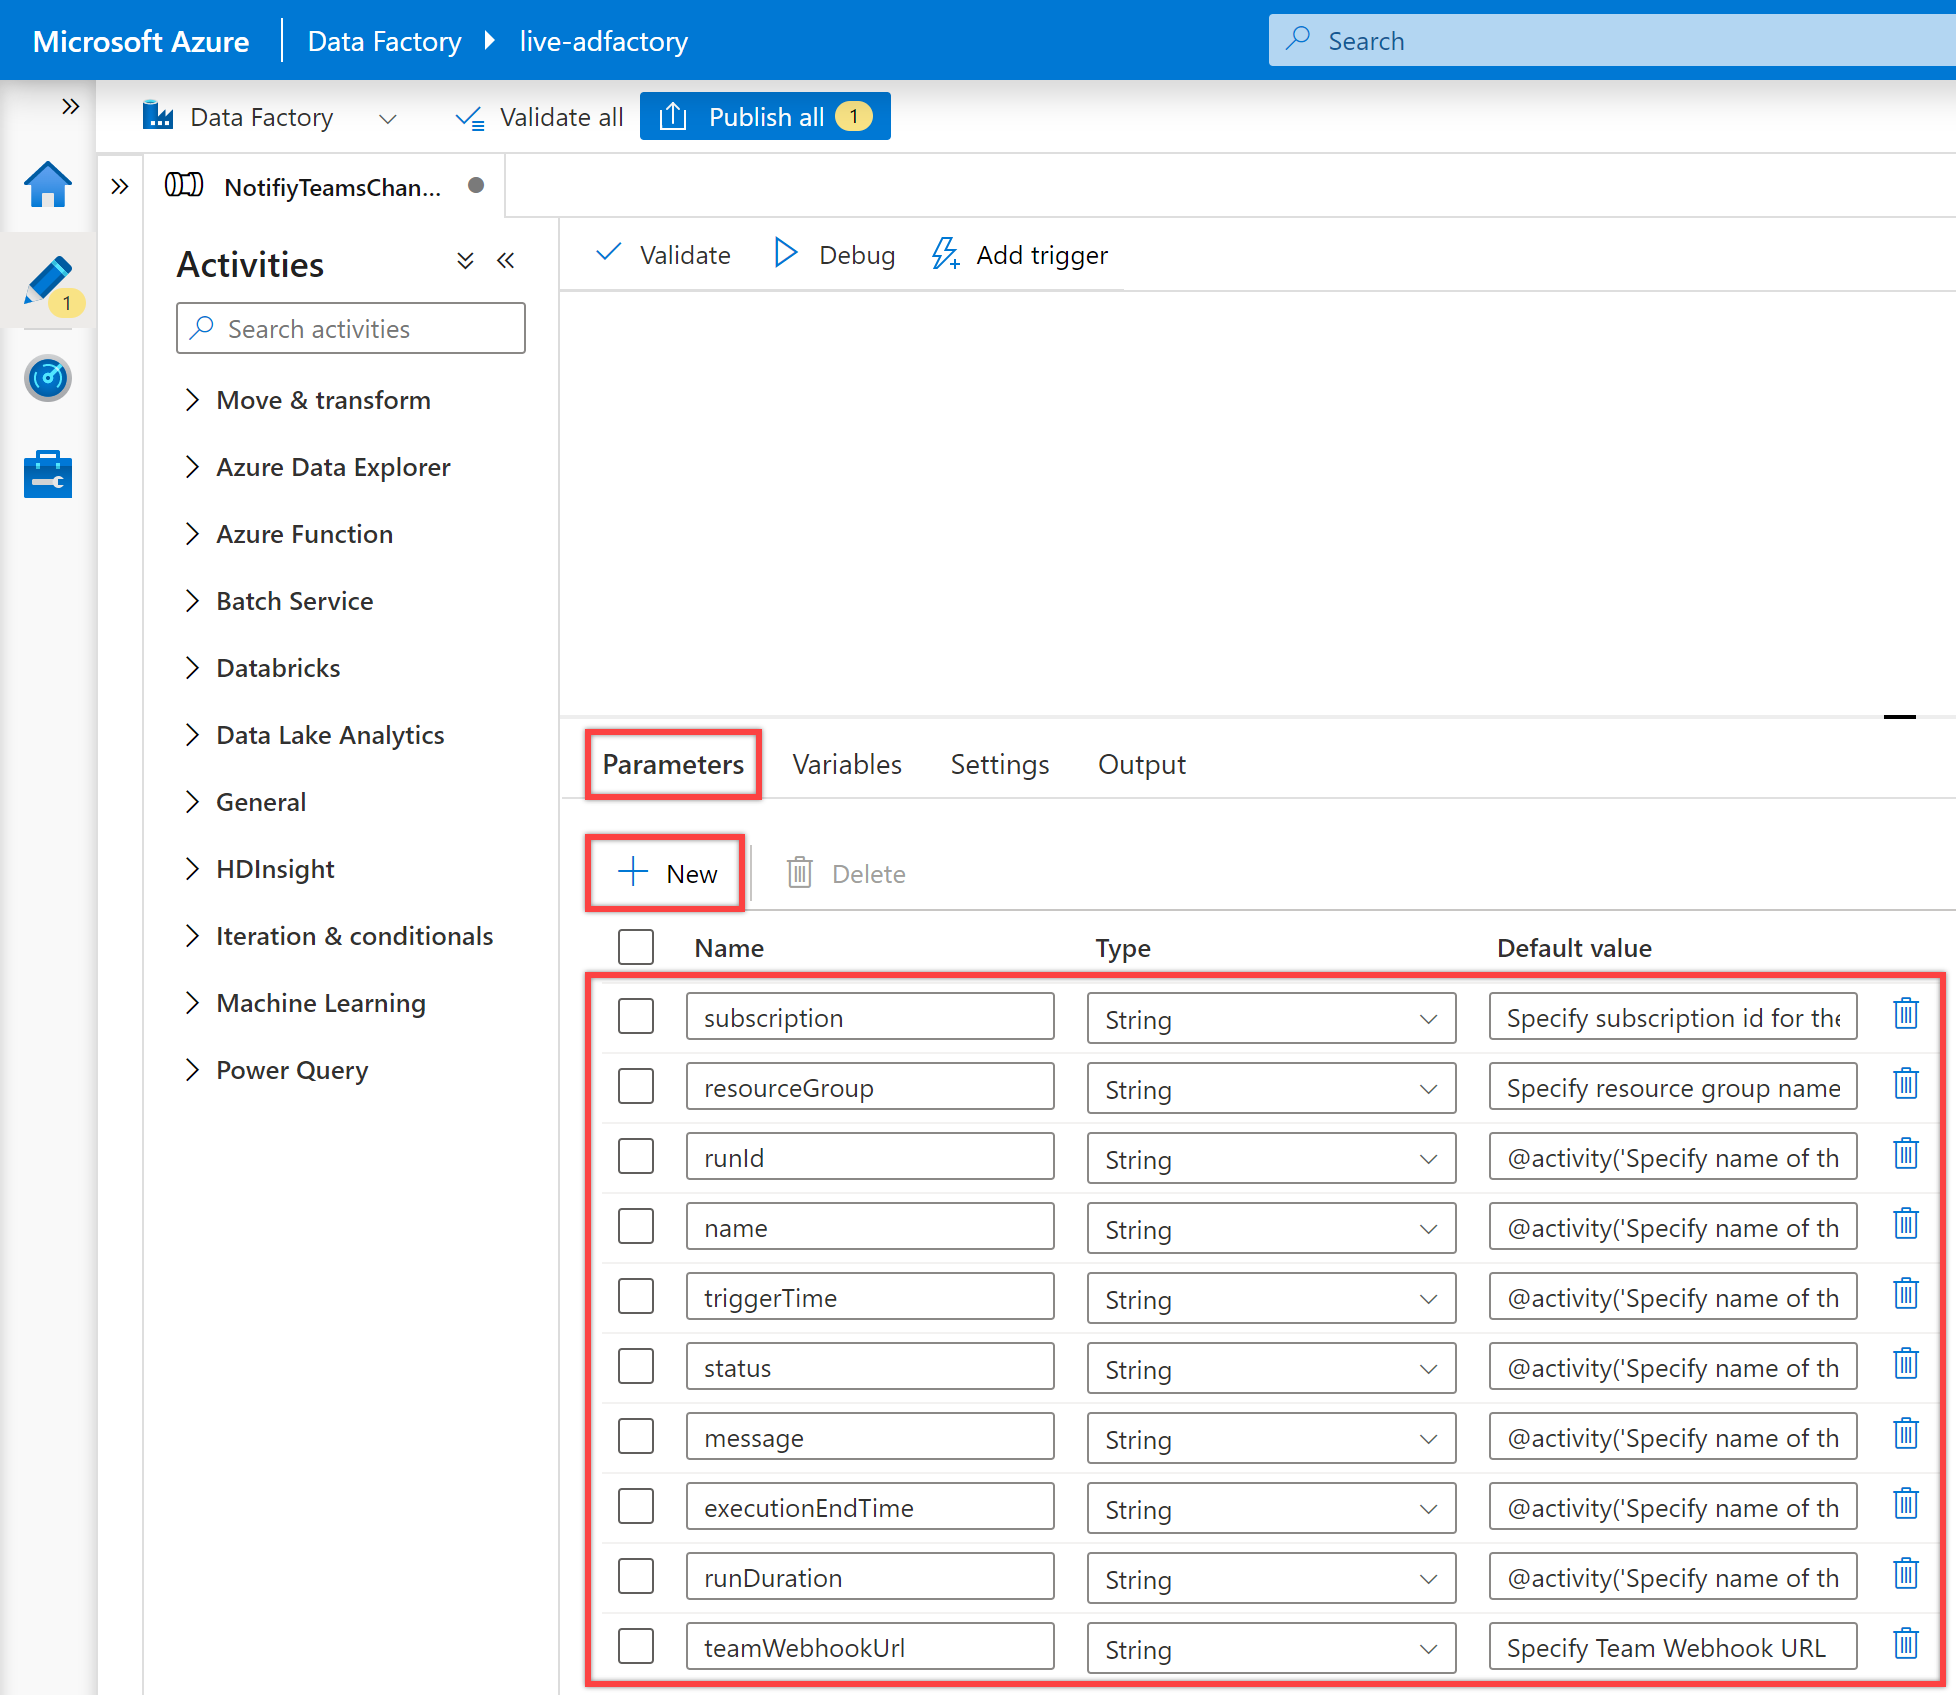 Microsoft Azure Data Factory live-adfactory Search
Data Factory Validate all Publish all 1
NotifiyTeamsChan...
1
Activities
Search activities
Move & transform
Azure Data Explorer
Azure Function
Batch Service
Databricks
Data Lake Analytics
General
HDInsight
Iteration & conditionals
Machine Learning
Power Query
Validate Debug Add trigger
Parameters Variables Settings Output
New Delete
Name Type Default value
subscription String Specify subscription id for the
resourceGroup String Specify resource group name
runId String @activity('Specify name of th
name String @activity('Specify name of th
triggerTime String @activity('Specify name of th
status String @activity('Specify name of th
message String @activity('Specify name of th
executionEndTime String @activity('Specify name of th
runDuration String @activity('Specify name of th
teamWebhookUrl String Specify Team Webhook URL